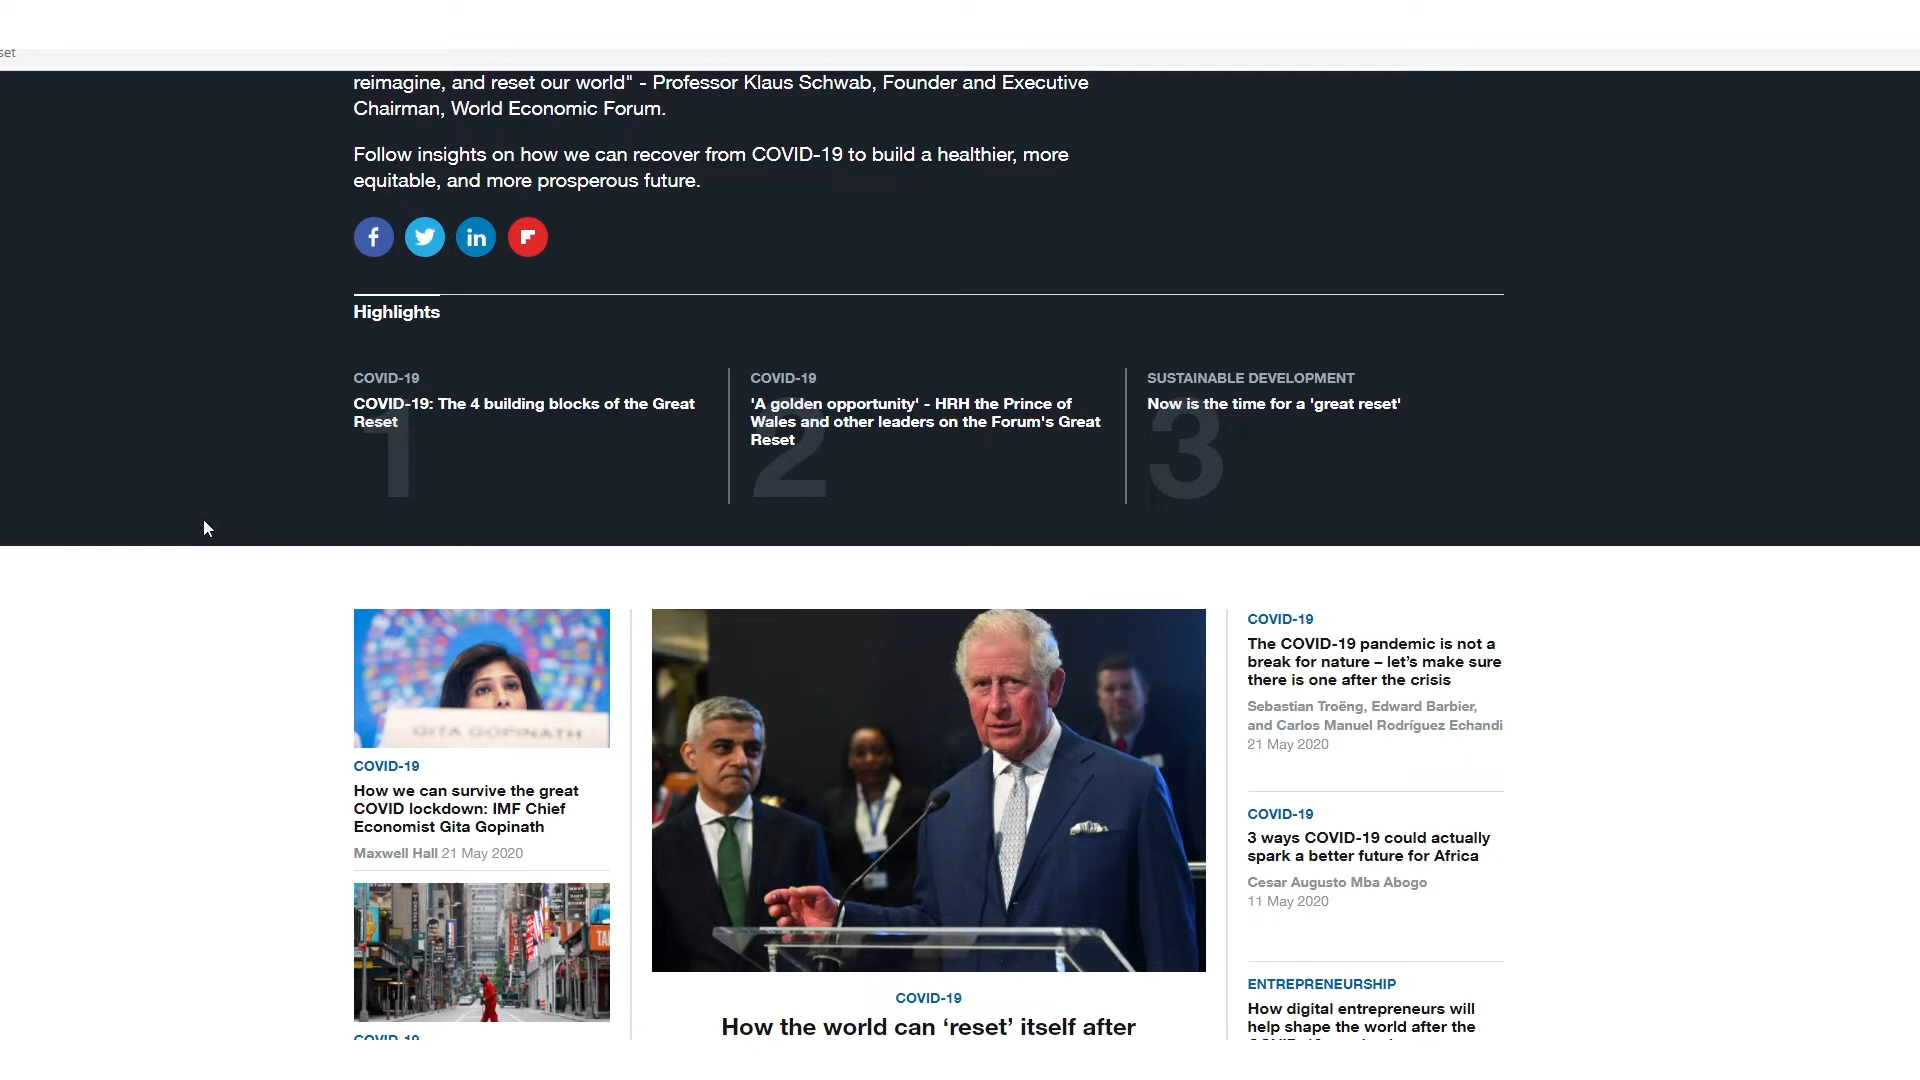 set
reimagine, and reset our world" - Professor Klaus Schwab, Founder and Executive
Chairman, World Economic Forum.
Follow insights on how we can recover from COVID-19 to build a healthier, more
equitable, and more prosperous future.
Highlights
COVID-19
COVID-19: The 4 building blocks of the Great
Reset
1
COVID-19
'A golden opportunity' - HRH the Prince of
Wales and other leaders on the Forum's Great
Reset
2
SUSTAINABLE DEVELOPMENT
Now is the time for a 'great reset'
3
GITA GOPINATH
COVID-19
How we can survive the great
COVID lockdown: IMF Chief
Economist Gita Gopinath
Maxwell Hall 21 May 2020
COVID-19
COVID-19
How the world can ‘reset’ itself after
COVID-19
The COVID-19 pandemic is not a
break for nature – let’s make sure
there is one after the crisis
Sebastian Troëng, Edward Barbier,
and Carlos Manuel Rodríguez Echandi
21 May 2020
COVID-19
3 ways COVID-19 could actually
spark a better future for Africa
Cesar Augusto Mba Abogo
11 May 2020
ENTREPRENEURSHIP
How digital entrepreneurs will
help shape the world after the